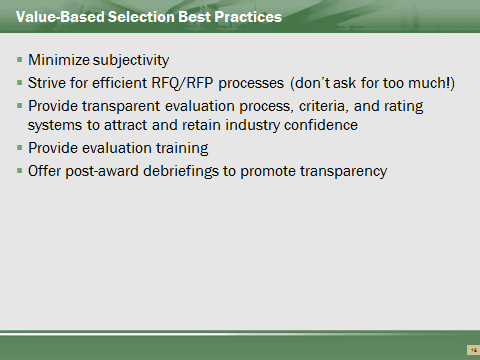 Value-Based Selection Best Practices
▪ Minimize subjectivity
▪ Strive for efficient RFQ/RFP processes (don’t ask for too much!)
▪ Provide transparent evaluation process, criteria, and rating
systems to attract and retain industry confidence
▪ Provide evaluation training
▪ Offer post-award debriefings to promote transparency